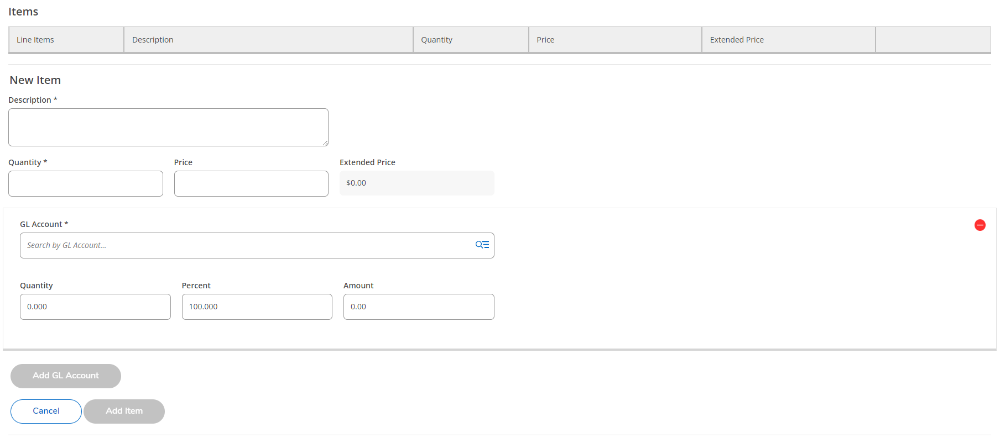 Items
Line Items Description Quantity Price Extended Price
New Item
Description *
Quantity * Price Extended Price
$0.00
GL Account *
Search by GL Account...
Quantity Percent Amount
0.000 100.000 0.00
Add GL Account
Cancel Add Item